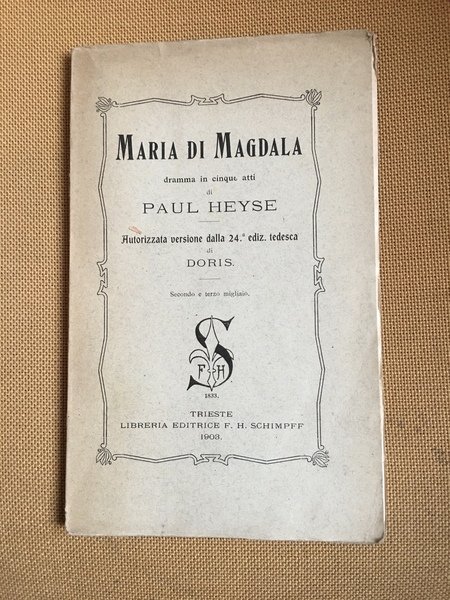 MARIA DI MAGDALA
dramma in cinque atti
di
PAUL HEYSE
Autorizzata versione dalla 24.ª ediz. tedesca
di
DORIS.
Secondo e terzo migliaio.
S
F H
1833.
TRIESTE
LIBRERIA EDITRICE F. H. SCHIMPFF
1903.